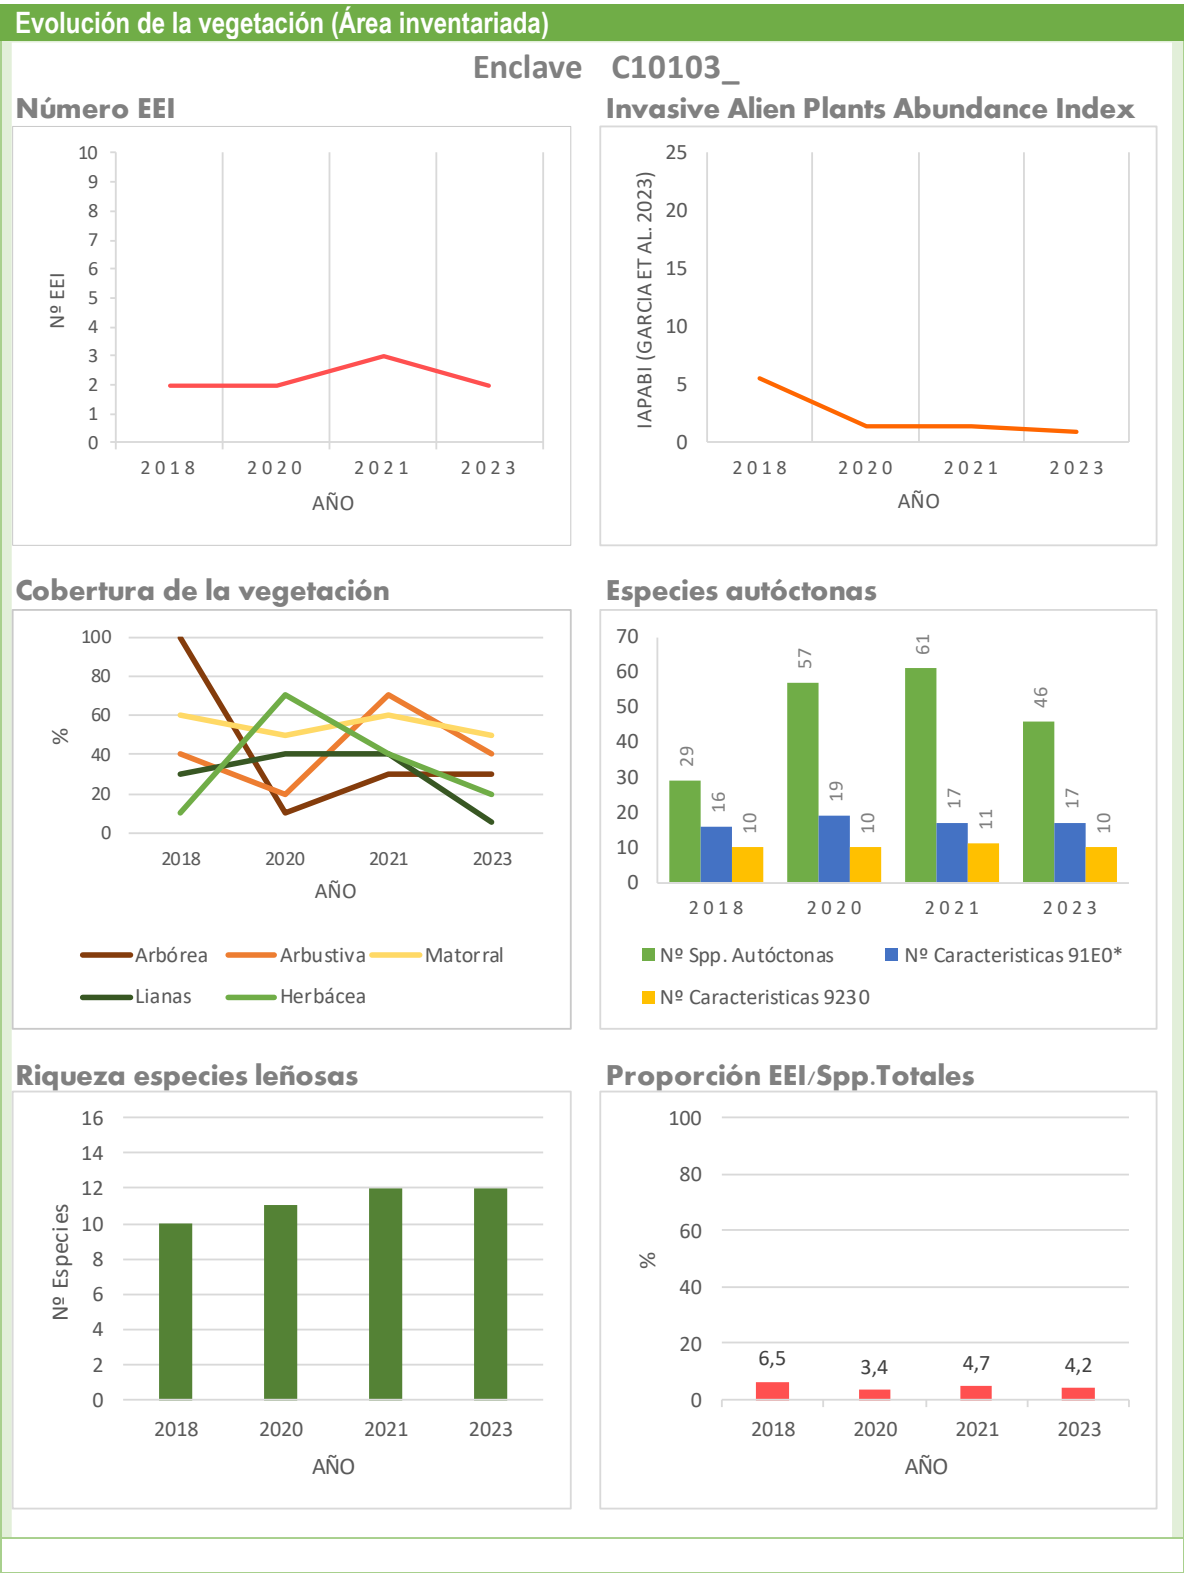 Evolución de la vegetación (Área inventariada)
Enclave C10103_
Número EEI
10
9
8
7
6
5
4
3
2
1
0
Nº EEI
2018 2020 2021 2023
AÑO
Invasive Alien Plants Abundance Index
25
20
15
10
5
0
IAPABI (GARCIA ET AL. 2023)
2018 2020 2021 2023
AÑO
Cobertura de la vegetación
100
80
60
40
20
0
%
2018 2020 2021 2023
AÑO
Arbórea Arbustiva Matorral
Lianas Herbácea
Especies autóctonas
70
60
50
40
30
20
10
0
29 16 10 57 19 10 61 17 11 46 17 10
2018 2020 2021 2023
Nº Spp. Autóctonas Nº Caracteristicas 91E0*
Nº Caracteristicas 9230
Riqueza especies leñosas
16
14
12
10
8
6
4
2
0
Nº Especies
2018 2020 2021 2023
AÑO
Proporción EEI/Spp.Totales
100
80
60
40
20
0
%
6,5 3,4 4,7 4,2
2018 2020 2021 2023
AÑO